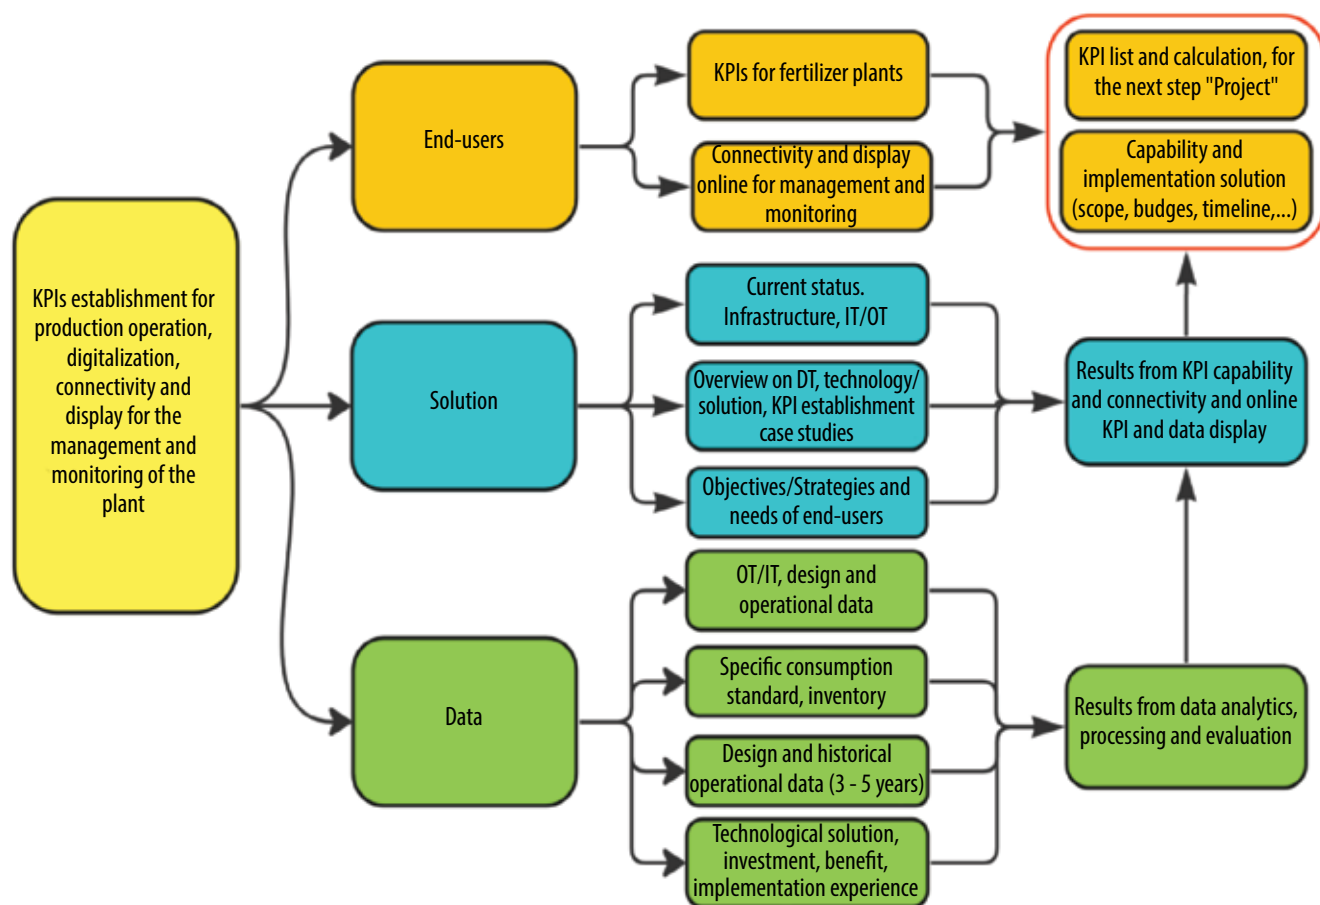 KPIs establishment for
production operation,
digitalization,
connectivity and
display for the
management and
monitoring of the
plant
End-users
KPIs for fertilizer plants
Connectivity and display
online for management and
monitoring
KPI list and calculation, for
the next step "Project"
Capability and
implementation solution
(scope, budgets, timeline,...)
Solution
Current status.
Infrastructure, IT/OT
Overview on DT, technology/
solution, KPI establishment
case studies
Objectives/Strategies and
needs of end-users
Results from KPI capability
and connectivity and online
KPI and data display
Data
OT/IT, design and
operational data
Specific consumption
standard, inventory
Design and historical
operational data (3 - 5 years)
Technological solution,
investment, benefit,
implementation experience
Results from data analytics,
processing and evaluation